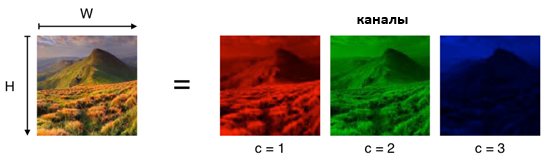 W
каналы
H
=
c = 1
c = 2
c = 3